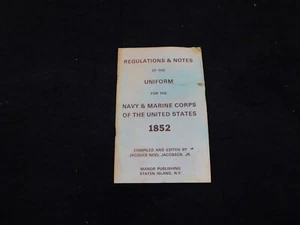 REGULATIONS & NOTES
OF THE
UNIFORM
FOR THE
NAVY & MARINE CORPS
OF THE UNITED STATES
1852
COMPILED AND EDITED BY
JACQUES NOEL JACOBSEN, JR.
MANOR PUBLISHING
STATEN ISLAND, N.Y.